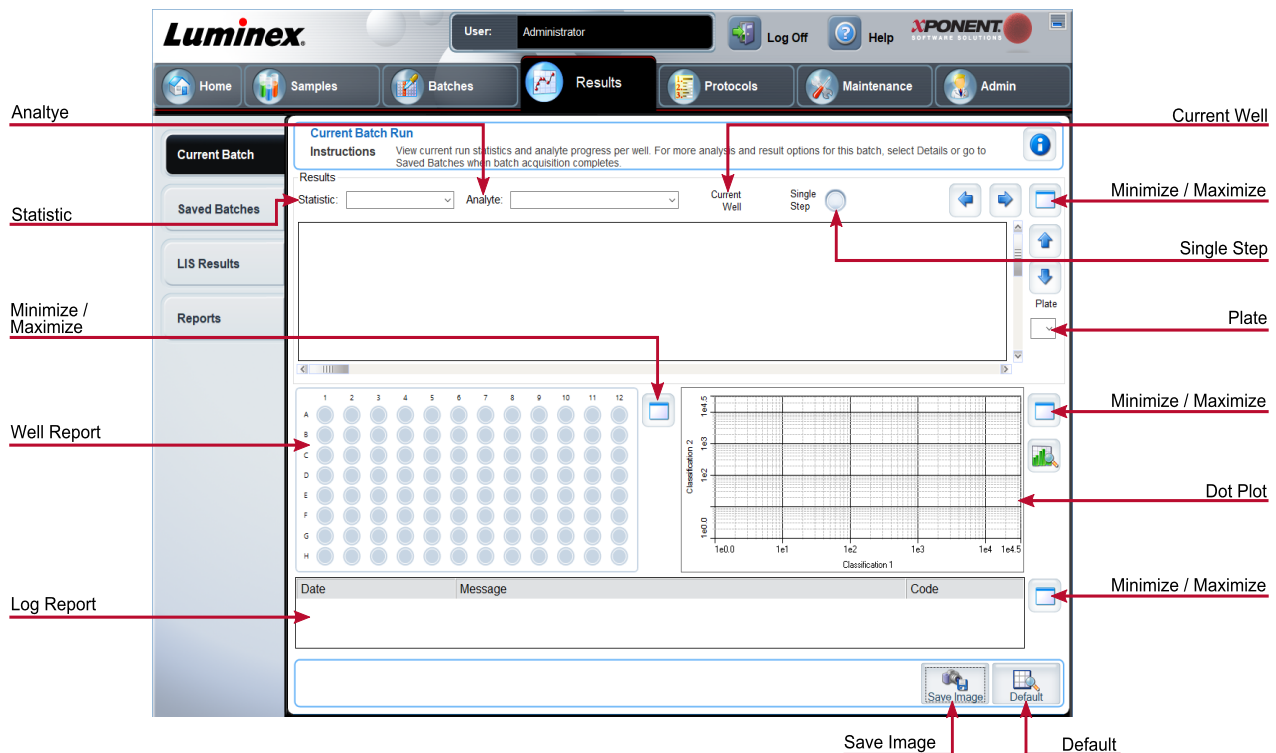 Luminex.
User: Administrator
Log Off
Help
XPONENT.
SOFTWARE SOLUTIONS
Home
Samples
Batches
Results
Protocols
Maintenance
Admin
Analtye
Current Well
Current Batch
Saved Batches
LIS Results
Reports
Current Batch Run
Instructions View current run statistics and analyte progress per well. For more analysis and result options for this batch, select Details or go to
Saved Batches when batch acquisition completes.
Results
Statistic:
Analyte:
Current
Well
Single
Step
Minimize / Maximize
Statistic
Single Step
Plate
Plate
Minimize /
Maximize
1 2 3 4 5 6 7 8 9 10 11 12
A
B
C
D
E
F
G
H
Classification 2
1e4.5
1e3
1e2
1e0.0
1e0.0 1e1 1e2 1e3 1e4 1e4.5
Classification 1
Minimize / Maximize
Well Report
Dot Plot
Date Message Code
Minimize / Maximize
Log Report
Save Image
Default
Save Image
Default